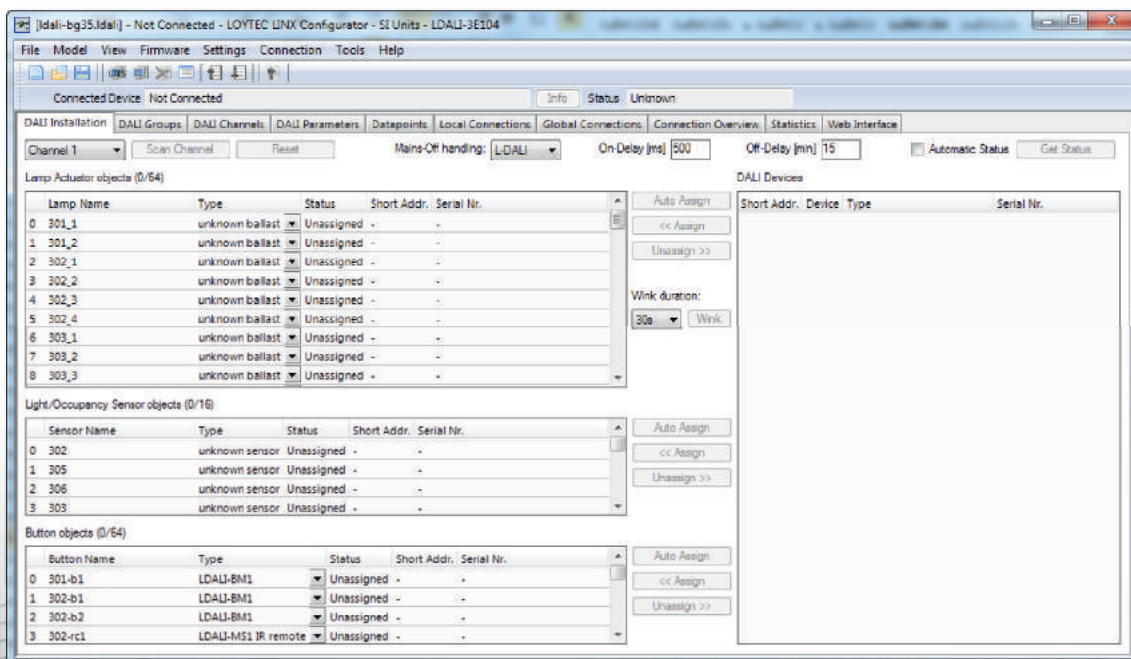 [ldali-bg35.ldali] - Not Connected - LOYTEC LINX Configurator - SI Units - LDALI-3E104
File Model View Firmware Settings Connection Tools Help
Connected Device Not Connected Info Status Unknown
DALI Installation DALI Groups DALI Channels DALI Parameters Datapoints Local Connections Global Connections Connection Overview Statistics Web Interface
Channel 1 Scan Channel Reset Mains-Off handing: L-DALI On-Delay [ms] 500 Off-Delay [min] 15 Automatic Status Get Status
Lamp Actuator objects (0/64) DALI Devices
Lamp Name Type Status Short Addr. Serial Nr. Auto Assign Short Addr. Device Type Serial Nr.
0 301_1 unknown ballast Unassigned - -
<< Assign
1 301_2 unknown ballast Unassigned - -
Unassign >>
2 302_1 unknown ballast Unassigned - -
3 302_2 unknown ballast Unassigned - -
Wink duration:
4 302_3 unknown ballast Unassigned - -
5 302_4 unknown ballast Unassigned - - 30s Wink
6 303_1 unknown ballast Unassigned - -
7 303_2 unknown ballast Unassigned - -
8 303_3 unknown ballast Unassigned - -
Light/Occupancy Sensor objects (0/16)
Sensor Name Type Status Short Addr. Serial Nr. Auto Assign
0 302 unknown sensor Unassigned - - << Assign
1 305 unknown sensor Unassigned - -
2 306 unknown sensor Unassigned - - Unassign >>
3 303 unknown sensor Unassigned - -
Button objects (0/64)
Button Name Type Status Short Addr. Serial Nr. Auto Assign
0 301-b1 LDALI-BM1 Unassigned - - << Assign
1 302-b1 LDALI-BM1 Unassigned - -
2 302-b2 LDALI-BM1 Unassigned - - Unassign >>
3 302-rc1 LDALI-MS1 IR remote Unassigned - -